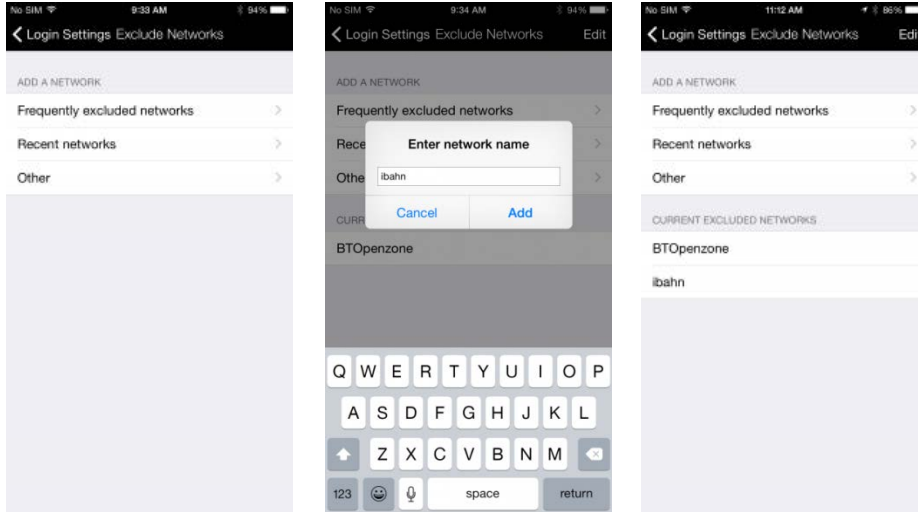 No SIM 9:33 AM 94%
Login Settings Exclude Networks
ADD A NETWORK
Frequently excluded networks
Recent networks
Other
No SIM 9:34 AM 94%
Login Settings Exclude Networks Edit
ADD A NETWORK
Frequently excluded networks
Rece
Othe
CURR
BTOpenzone
Enter network name
ibahn
Cancel Add
Q W E R T Y U I O P
A S D F G H J K L
Z X C V B N M
123 space return
No SIM 11:12 AM 86%
Login Settings Exclude Networks Edi
ADD A NETWORK
Frequently excluded networks
Recent networks
Other
CURRENT EXCLUDED NETWORKS
BTOpenzone
ibahn